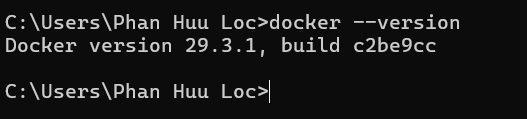 C:\Users\Phan Huu Loc>docker --version
Docker version 29.3.1, build c2be9cc
C:\Users\Phan Huu Loc>